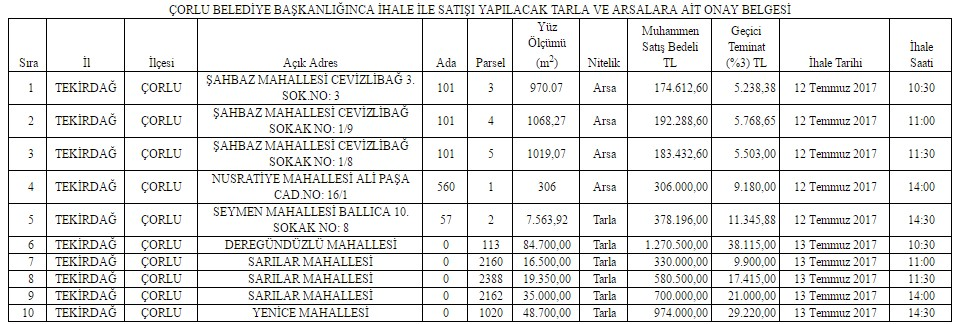 ÇORLU BELEDİYE BAŞKANLIĞINCA İHALE İLE SATIŞI YAPILACAK TARLA VE ARSALARA AİT ONAY BELGESİ
Sıra İl İlçesi Açık Adres Ada Parsel Yüz Ölçümü (m²) Nitelik Muhammen Satış Bedeli TL Geçici Teminat (%3) TL İhale Tarihi İhale Saati
1 TEKİRDAĞ ÇORLU ŞAHBAZ MAHALLESİ CEVİZLİBAĞ 3. SOK.NO: 3 101 3 970.07 Arsa 174.612,60 5.238,38 12 Temmuz 2017 10:30
2 TEKİRDAĞ ÇORLU ŞAHBAZ MAHALLESİ CEVİZLİBAĞ SOKAK NO: 1/9 101 4 1068,27 Arsa 192.288,60 5.768,65 12 Temmuz 2017 11:00
3 TEKİRDAĞ ÇORLU ŞAHBAZ MAHALLESİ CEVİZLİBAĞ SOKAK NO: 1/8 101 5 1019,07 Arsa 183.432,60 5.503,00 12 Temmuz 2017 11:30
4 TEKİRDAĞ ÇORLU NUSRATİYE MAHALLESİ ALİ PAŞA CAD.NO: 16/1 560 1 306 Arsa 306.000,00 9.180,00 12 Temmuz 2017 14:00
5 TEKİRDAĞ ÇORLU SEYMEN MAHALLESİ BALLICA 10. SOKAK NO: 8 57 2 7.563,92 Tarla 378.196,00 11.345,88 12 Temmuz 2017 14:30
6 TEKİRDAĞ ÇORLU DEREGÜNDÜZLÜ MAHALLESİ 0 113 84.700,00 Tarla 1.270.500,00 38.115,00 13 Temmuz 2017 10:30
7 TEKİRDAĞ ÇORLU SARILAR MAHALLESİ 0 2160 16.500,00 Tarla 330.000,00 9.900,00 13 Temmuz 2017 11:00
8 TEKİRDAĞ ÇORLU SARILAR MAHALLESİ 0 2388 19.350,00 Tarla 580.500,00 17.415,00 13 Temmuz 2017 11:30
9 TEKİRDAĞ ÇORLU SARILAR MAHALLESİ 0 2162 35.000,00 Tarla 700.000,00 21.000,00 13 Temmuz 2017 14:00
10 TEKİRDAĞ ÇORLU YENİCE MAHALLESİ 0 1020 48.700,00 Tarla 974.000,00 29.220,00 13 Temmuz 2017 14:30